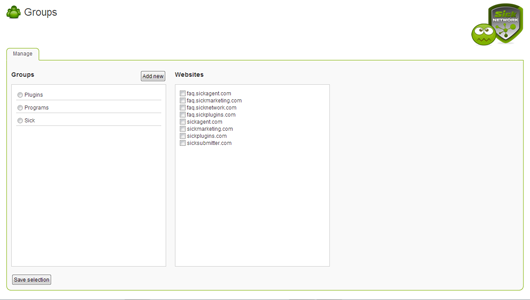 Groups
SICK
NETWORK
Manage
Groups
Add new
Websites
Plugins
Programs
Sick
faq.sickagent.com
faq.sickmarketing.com
faq.sicknetwork.com
faq.sickplugins.com
sickagent.com
sickmarketing.com
sickplugins.com
sicksubmitter.com
Save selection